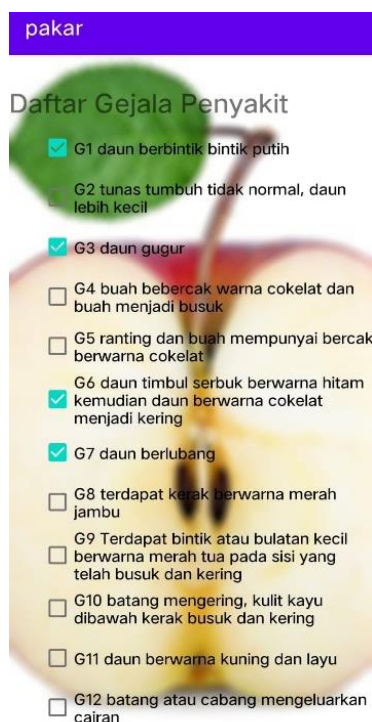 pakar
Daftar Gejala Penyakit
G1 daun berbintik bintik putih
G2 tunas tumbuh tidak normal, daun
lebih kecil
G3 daun gugur
G4 buah bebercak warna cokelat dan
buah menjadi busuk
G5 ranting dan buah mempunyai bercak
berwarna cokelat
G6 daun timbul serbuk berwarna hitam
kemudian daun berwarna cokelat
menjadi kering
G7 daun berlubang
G8 terdapat kerak berwarna merah
jambu
G9 Terdapat bintik atau bulatan kecil
berwarna merah tua pada sisi yang
telah busuk dan kering
G10 batang mengering, kulit kayu
dibawah kerak busuk dan kering
G11 daun berwarna kuning dan layu
G12 batang atau cabang mengeluarkan
cairan